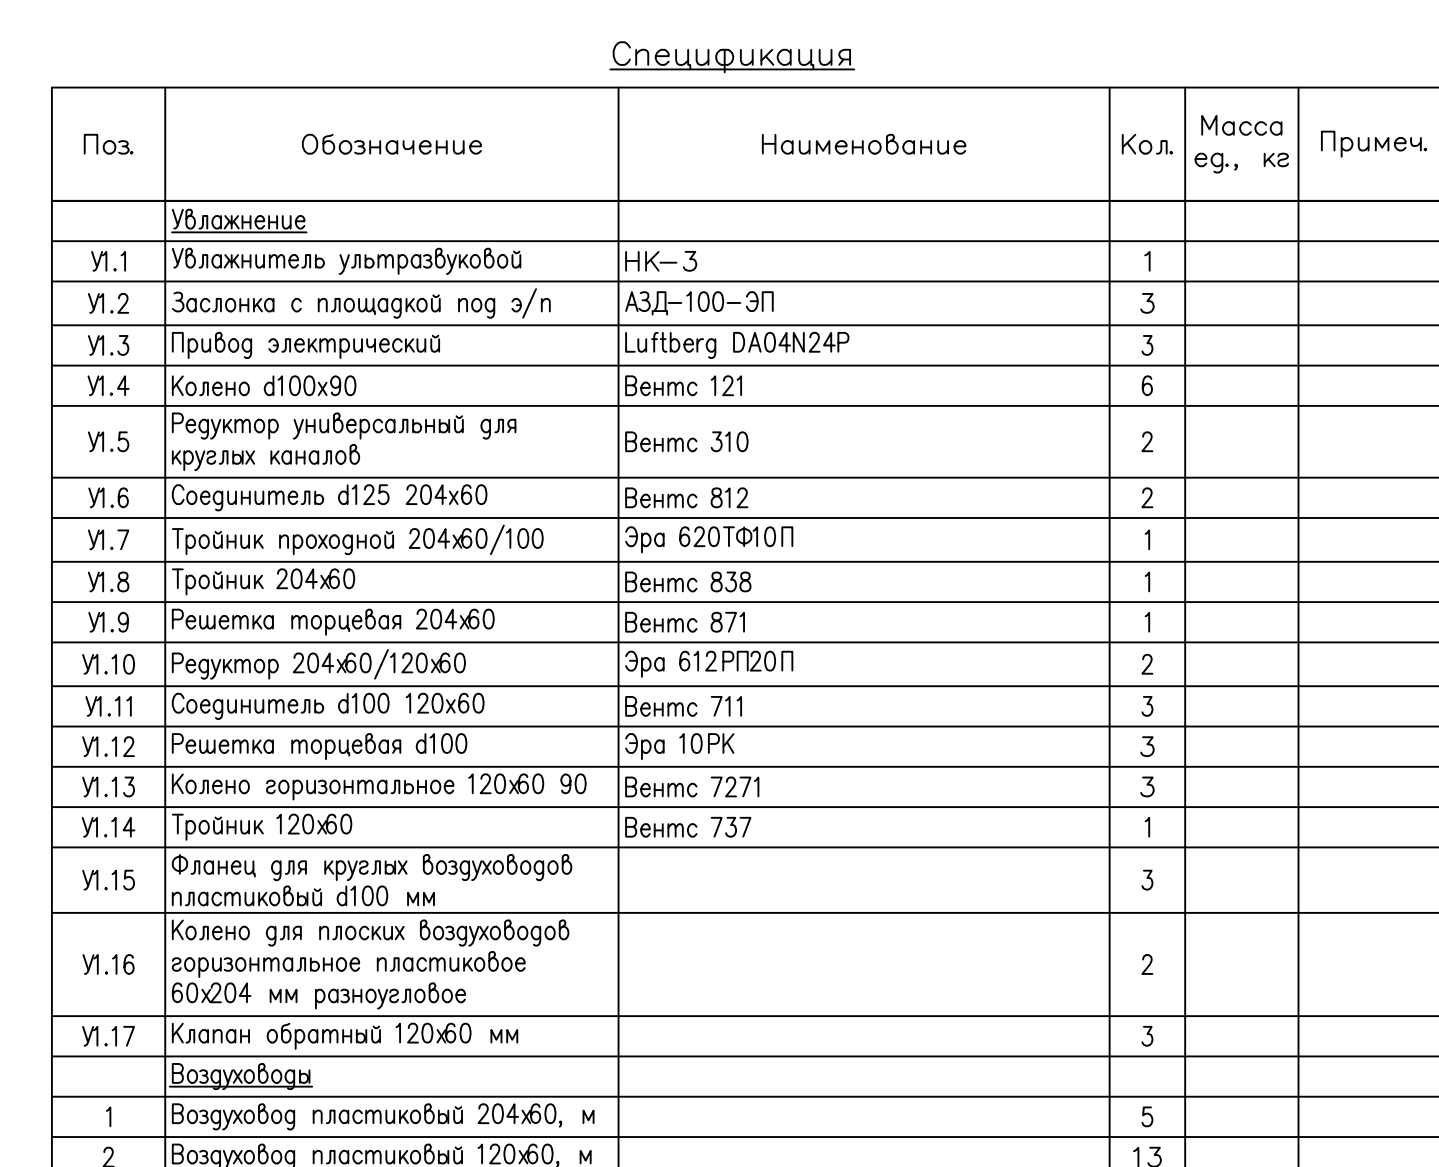 Спецификация
Поз. Обозначение Наименование Кол. Масса ед., кг Примеч.
Увлажнение
У1.1 Увлажнитель ультразвуковой НК-3 1
У1.2 Заслонка с площадкой под э/п АЗД-100-ЭП 3
У1.3 Привод электрический Luftberg DA04N24P 3
У1.4 Колено d100x90 Вентс 121 6
У1.5 Редуктор универсальный для
круглых каналов Вентс 310 2
У1.6 Соединитель d125 204x60 Вентс 812 2
У1.7 Тройник проходной 204x60/100 Эра 620ТФ10П 1
У1.8 Тройник 204x60 Вентс 838 1
У1.9 Решетка торцевая 204x60 Вентс 871 1
У1.10 Редуктор 204x60/120x60 Эра 612РП20П 2
У1.11 Соединитель d100 120x60 Вентс 711 3
У1.12 Решетка торцевая d100 Эра 10РК 3
У1.13 Колено горизонтальное 120x60 90 Вентс 7271 3
У1.14 Тройник 120x60 Вентс 737 1
У1.15 Фланец для круглых воздуховодов
пластиковый d100 мм 3
У1.16 Колено для плоских воздуховодов
горизонтальное пластиковое
60x204 мм разноугловое 2
У1.17 Клапан обратный 120x60 мм 3
Воздуховоды
1 Воздуховод пластиковый 204x60, м 5
2 Воздуховод пластиковый 120x60, м 13